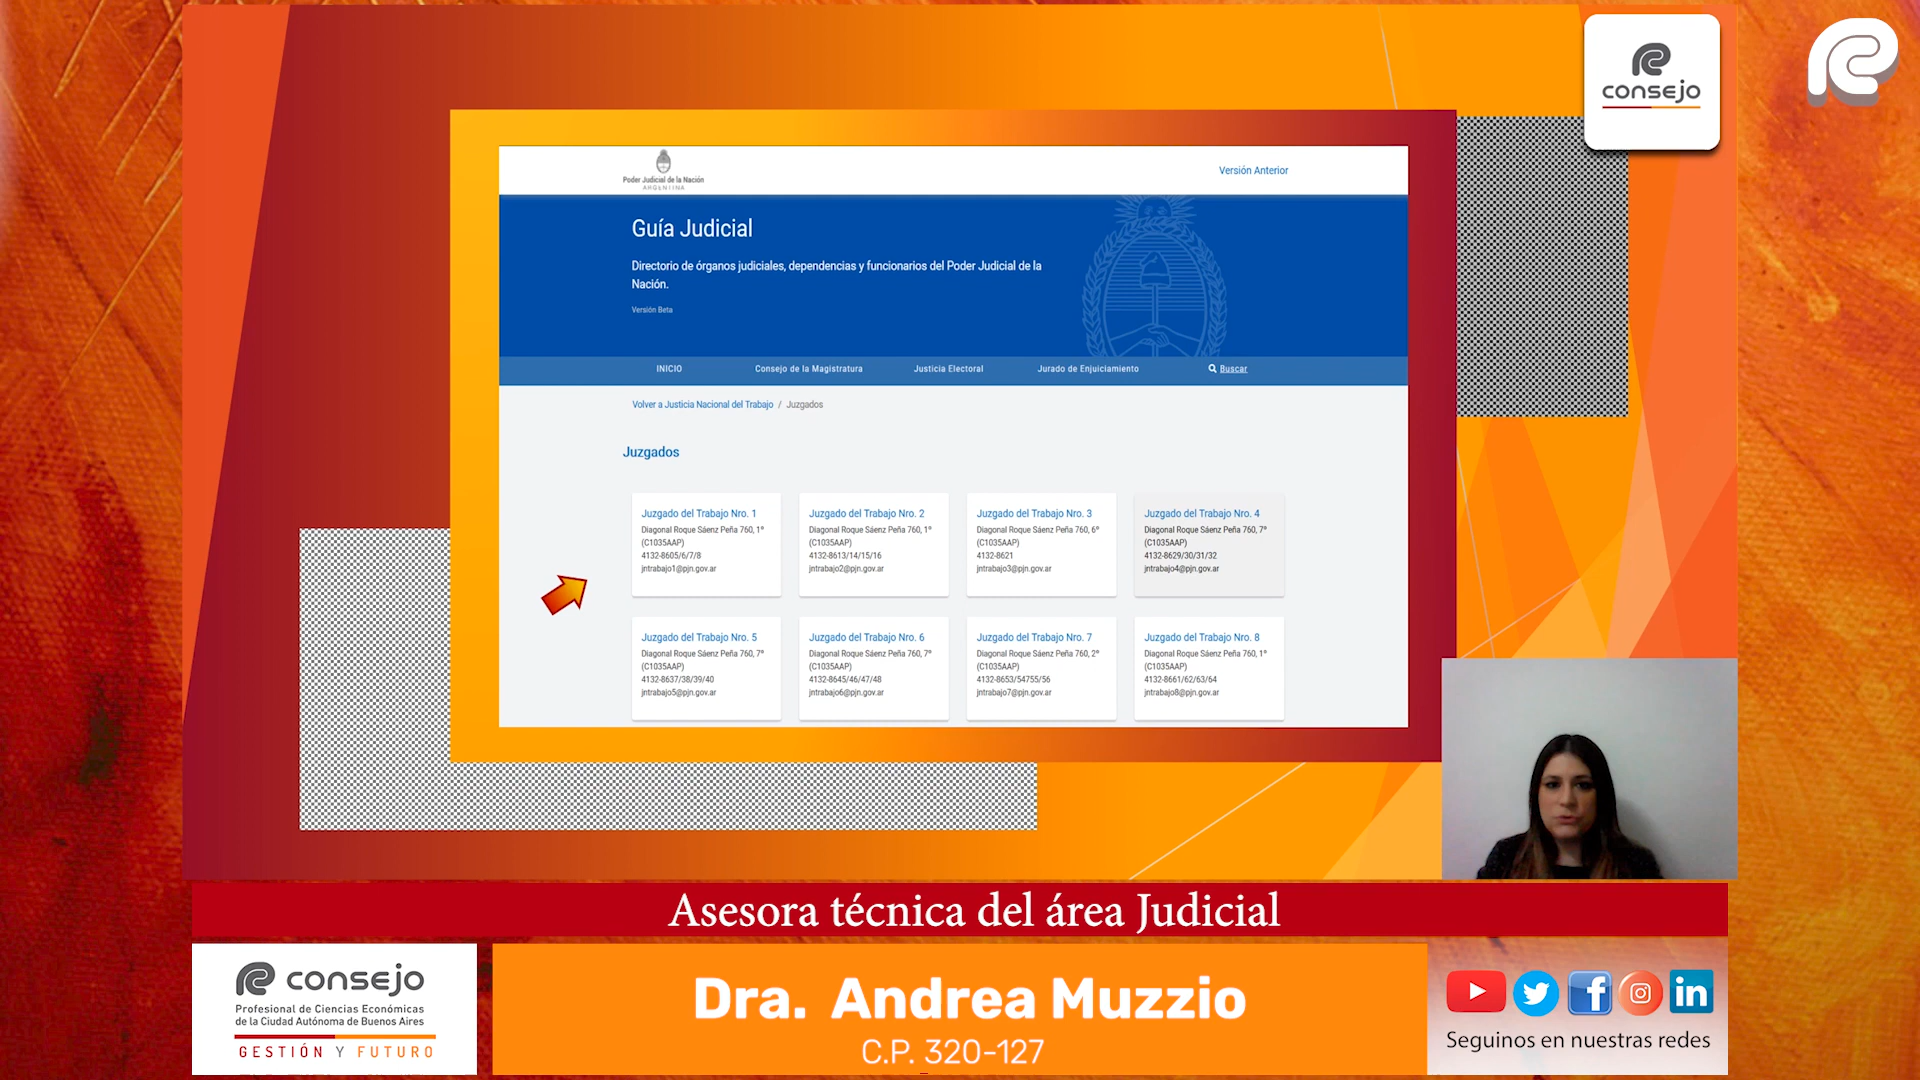 consejo
Poder Judicial de la Nación
ARGENTINA
Versión Anterior
Guía Judicial
Directorio de órganos judiciales, dependencias y funcionarios del Poder Judicial de la
Nación.
Versión Beta
INICIO
Consejo de la Magistratura
Justicia Electoral
Jurado de Enjuiciamiento
Buscar
Volver a Justicia Nacional del Trabajo / Juzgados
Juzgados
Juzgado del Trabajo Nro. 1
Diagonal Roque Sáenz Peña 760, 1º
(C1035AAP)
4132-8605/6/7/8
jntrabajo1@pjn.gov.ar
Juzgado del Trabajo Nro. 2
Diagonal Roque Sáenz Peña 760, 1º
(C1035AAP)
4132-8613/14/15/16
jntrabajo2@pjn.gov.ar
Juzgado del Trabajo Nro. 3
Diagonal Roque Sáenz Peña 760, 6º
(C1035AAP)
4132-8621
jntrabajo3@pjn.gov.ar
Juzgado del Trabajo Nro. 4
Diagonal Roque Sáenz Peña 760, 7º
(C1035AAP)
4132-8629/30/31/32
jntrabajo4@pjn.gov.ar
Juzgado del Trabajo Nro. 5
Diagonal Roque Sáenz Peña 760, 7º
(C1035AAP)
4132-8637/38/39/40
jntrabajo5@pjn.gov.ar
Juzgado del Trabajo Nro. 6
Diagonal Roque Sáenz Peña 760, 7º
(C1035AAP)
4132-8645/46/47/48
jntrabajo6@pjn.gov.ar
Juzgado del Trabajo Nro. 7
Diagonal Roque Sáenz Peña 760, 2º
(C1035AAP)
4132-8653/54755/56
jntrabajo7@pjn.gov.ar
Juzgado del Trabajo Nro. 8
Diagonal Roque Sáenz Peña 760, 1º
(C1035AAP)
4132-8661/62/63/64
jntrabajo8@pjn.gov.ar
Asesora técnica del área Judicial
consejo
Profesional de Ciencias Económicas
de la Ciudad Autónoma de Buenos Aires
GESTIÓN Y FUTURO
Dra. Andrea Muzzio
C.P. 320-127
Seguinos en nuestras redes